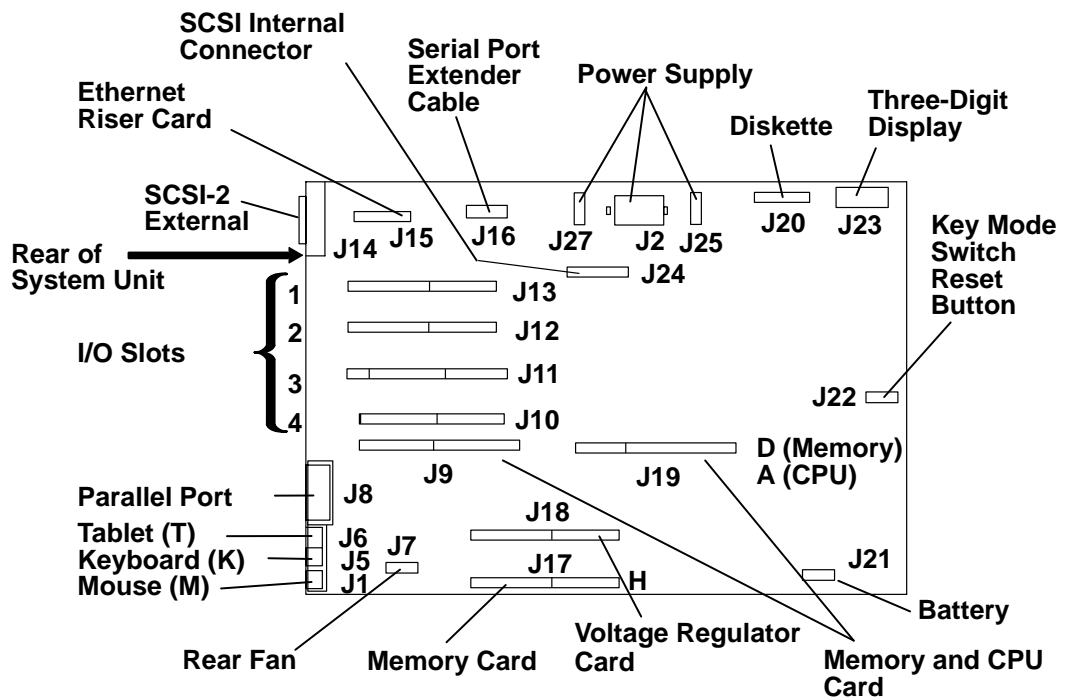 SCSI Internal
Connector
Serial Port
Extender
Cable
Power Supply
Ethernet
Riser Card
Three-Digit
Display
Diskette
SCSI-2
External
J14
J15
J16
J27
J2
J25
J20
J23
Key Mode
Switch
Reset
Button
Rear of
System Unit
J24
1
J13
2
J12
I/O Slots
3
J11
J22
4
J10
J9
J19
D (Memory)
A (CPU)
Parallel Port
J8
Tablet (T)
J6
J18
Keyboard (K)
J5
J7
J17
J21
Mouse (M)
J1
H
Battery
Rear Fan
Memory Card
Voltage Regulator
Card
Memory and CPU
Card